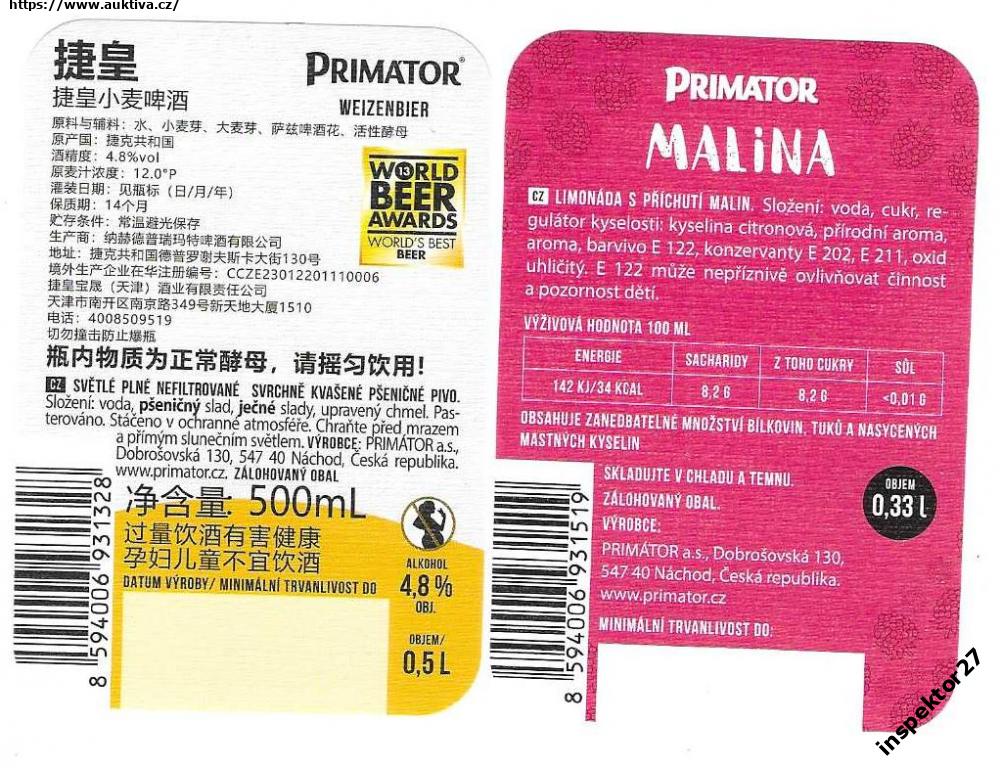 https://www.auktiva.cz/
捷皇
捷皇小麦啤酒
PRIMÁTOR®
WEIZENBIER
原料与辅料：水、小麦芽、大麦芽、萨兹啤酒花、活性酵母
原产国：捷克共和国
酒精度：4.8%vol
原麦汁浓度：12.0°P
灌装日期：见瓶标（日/月/年）
保质期：14个月
贮存条件：常温避光保存
生产商：纳赫德普瑞玛特啤酒有限公司
地址：捷克共和国德普罗谢夫斯卡大街130号
境外生产企业在华注册编号：CCZE23012201110006
捷皇宝晟（天津）酒业有限责任公司
天津市南开区南京路349号新天地大厦1510
电话：4008509519
切勿撞击防止爆瓶
WORLD
13
BEER
AWARDS
WORLD'S BEST
BEER
瓶内物质为正常酵母，请摇匀饮用!
CZ SVĚTLÉ PLNÉ NEFILTROVANÉ SVRCHNĚ KVAŠENÉ PŠENIČNÉ PIVO.
Složení: voda, pšeničný slad, ječné slady, upravený chmel. Pas-
terováno. Stáčeno v ochranné atmosféře. Chraňte před mrazem
a přímým slunečním světlem. VÝROBCE: PRIMÁTOR a.s.,
Dobrošovská 130, 547 40 Náchod, Česká republika.
www.primator.cz. ZÁLOHOVANÝ OBAL
净含量: 500mL
过量饮酒有害健康
孕妇儿童不宜饮酒
DATUM VÝROBY/ MINIMÁLNÍ TRVANLIVOST DO
ALKOHOL
4,8 %
OBJ.
OBJEM/
0,5 L
8 594006 931328
PRIMÁTOR
MALiNA
CZ LIMONÁDA S PŘÍCHUTÍ MALIN. Složení: voda, cukr, re-
gulátor kyselosti: kyselina citronová, přírodní aroma,
aroma, barvivo E 122, konzervanty E 202, E 211, oxid
uhličitý. E 122 může nepříznivě ovlivňovat činnost
a pozornost dětí.
VÝŽIVOVÁ HODNOTA 100 ML
ENERGIE SACHARIDY Z TOHO CUKRY SŮL
142 KJ/34 KCAL 8,2 G 8,2 G <0,01 G
OBSAHUJE ZANEDBATELNÉ MNOŽSTVÍ BÍLKOVIN, TUKŮ A NASYCENÝCH
MASTNÝCH KYSELIN
SKLADUJTE V CHLADU A TEMNU.
ZÁLOHOVANÝ OBAL.
VÝROBCE:
PRIMÁTOR a.s., Dobrošovská 130,
547 40 Náchod, Česká republika.
www.primator.cz
MINIMÁLNÍ TRVANLIVOST DO:
OBJEM
0,33 L
8 594006 931519
inspektor27